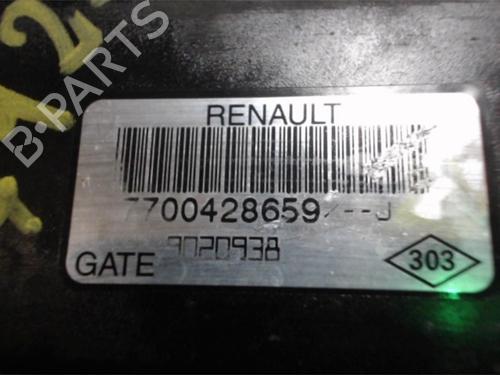 B-PARTS
RENAULT
7700428659/--J
9020938
GATE
303